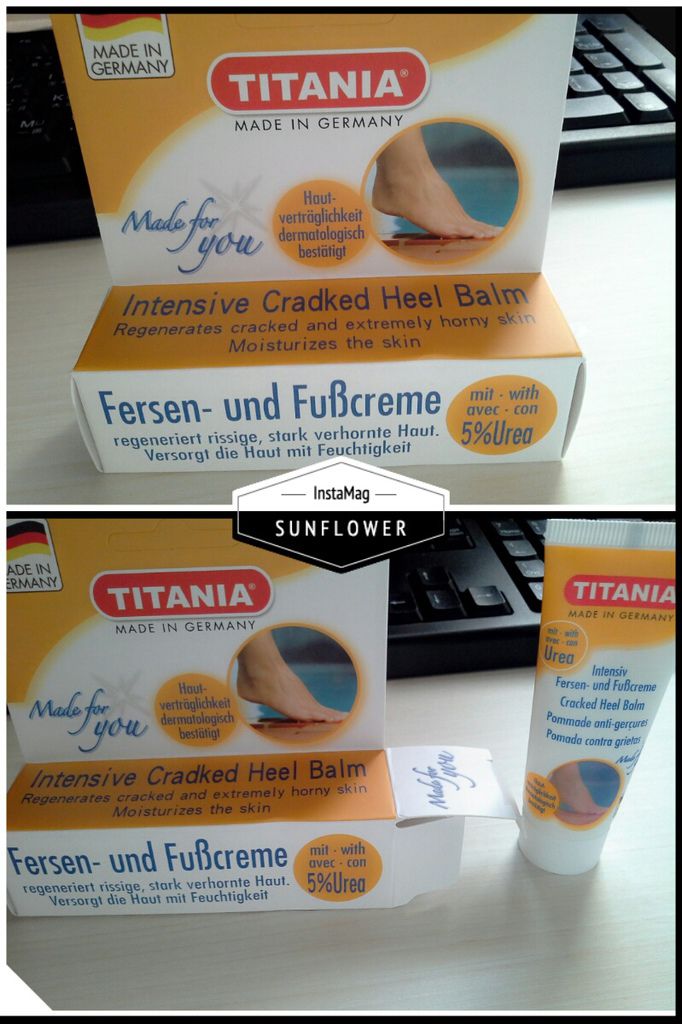 MADE IN
GERMANY
TITANIA®
MADE IN GERMANY
Made for
you
Haut-
verträglichkeit
dermatologisch
bestätigt
Intensive Cradked Heel Balm
Regenerates cracked and extremely horny skin
Moisturizes the skin
Fersen- und Fußcreme
regeneriert rissige, stark verhornte Haut.
Versorgt die Haut mit Feuchtigkeit
mit · with
avec · con
5%Urea
InstaMag
SUNFLOWER
ADE IN
ERMANY
TITANIA®
MADE IN GERMANY
Made for
you
Haut-
verträglichkeit
dermatologisch
bestätigt
Intensive Cradked Heel Balm
Regenerates cracked and extremely horny skin
Moisturizes the skin
Fersen- und Fußcreme
regeneriert rissige, stark verhornte Haut.
Versorgt die Haut mit Feuchtigkeit
mit · with
avec · con
5%Urea
Made for
you
TITANIA
MADE IN GERMANY
mit · with
avec · con
Urea
Intensiv
Fersen- und Fußcreme
Cracked Heel Balm
Pommade anti-gerçures
Pomada contra grietas
Made